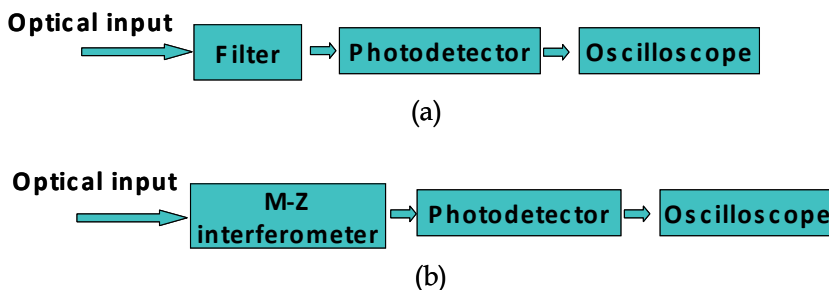 Optical input
Filter
Photodetector
Oscilloscope
(a)
Optical input
M-Z
interferometer
Photodetector
Oscilloscope
(b)